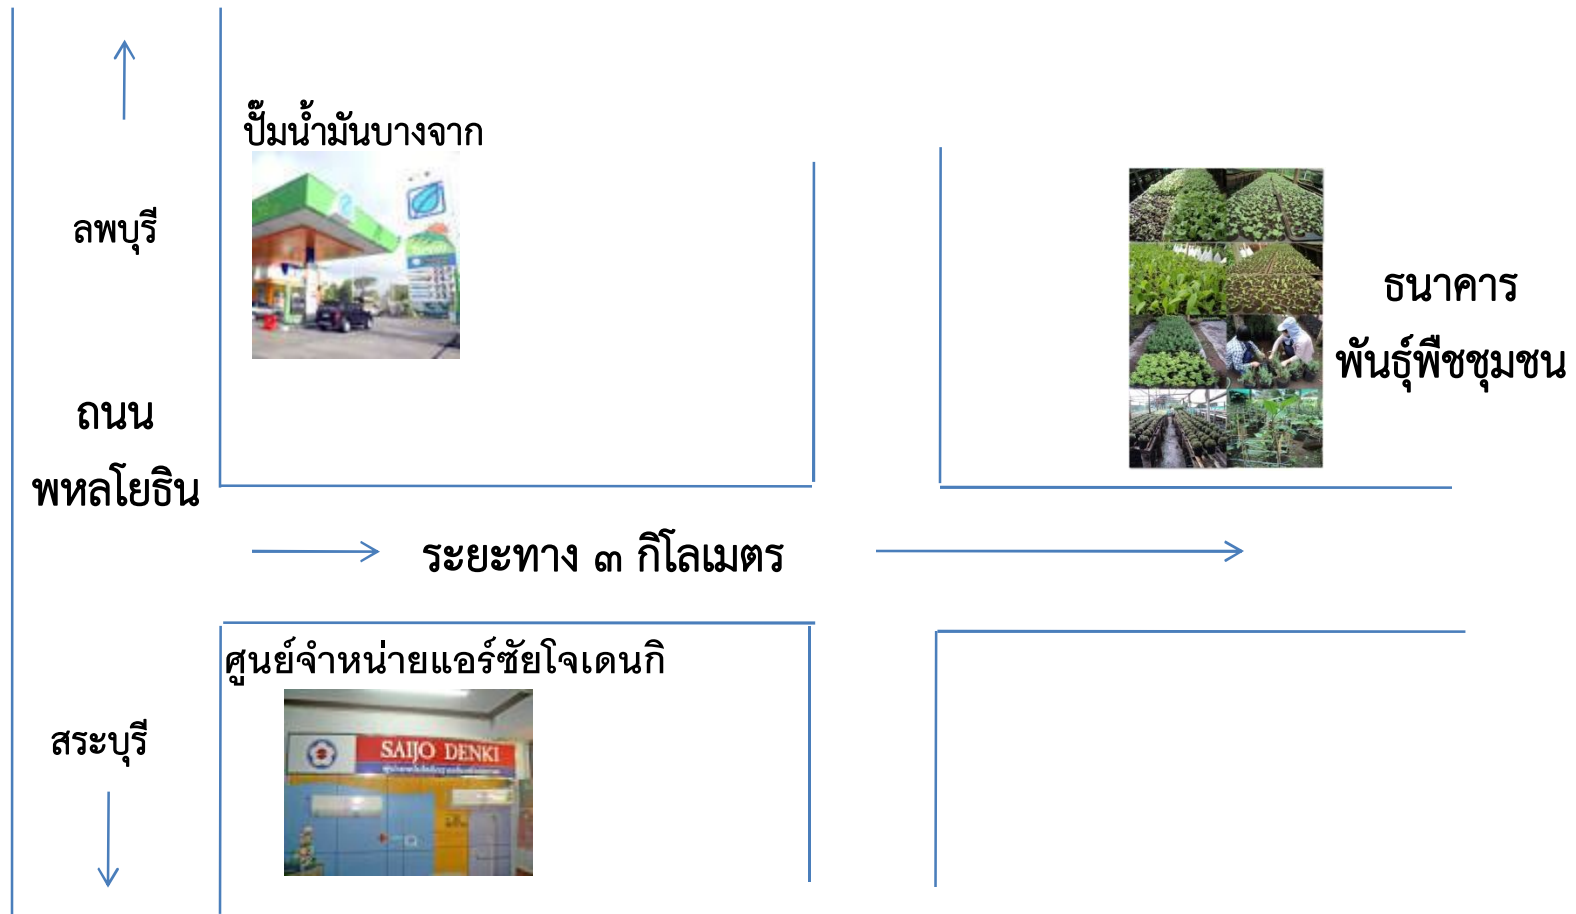 ปั๊มน้ำมันบางจาก
ลพบุรี
ธนาคาร
พันธุ์พืชชุมชน
ถนน
พหลโยธิน
ระยะทาง ๓ กิโลเมตร
ศูนย์จำหน่ายแอร์ซัยโจเดนกิ
SAIJO DENKI
สระบุรี